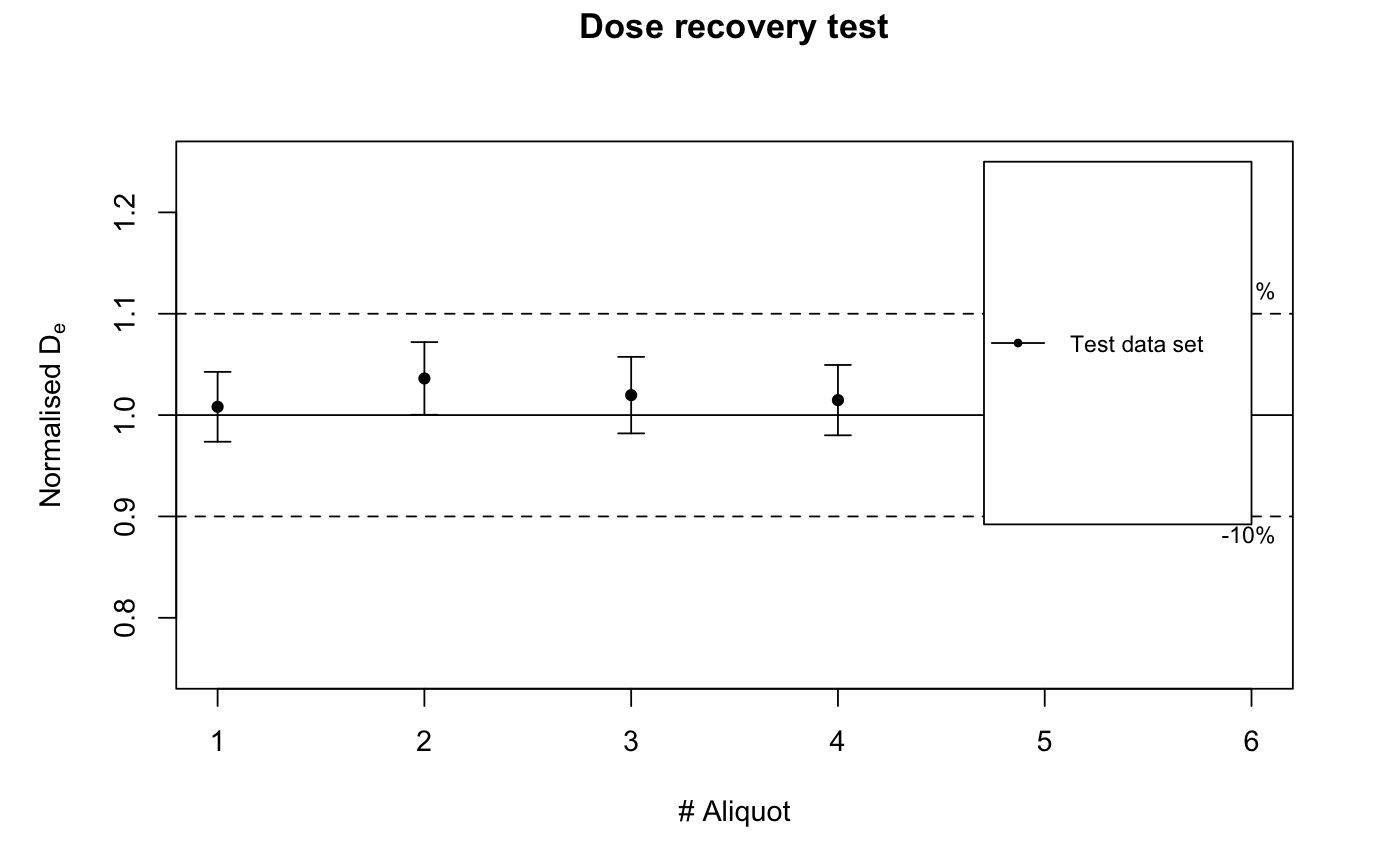 Dose recovery test
Normalised De
1.2
1.1
1.0
0.9
0.8
%
Test data set
-10%
1 2 3 4 5 6
# Aliquot